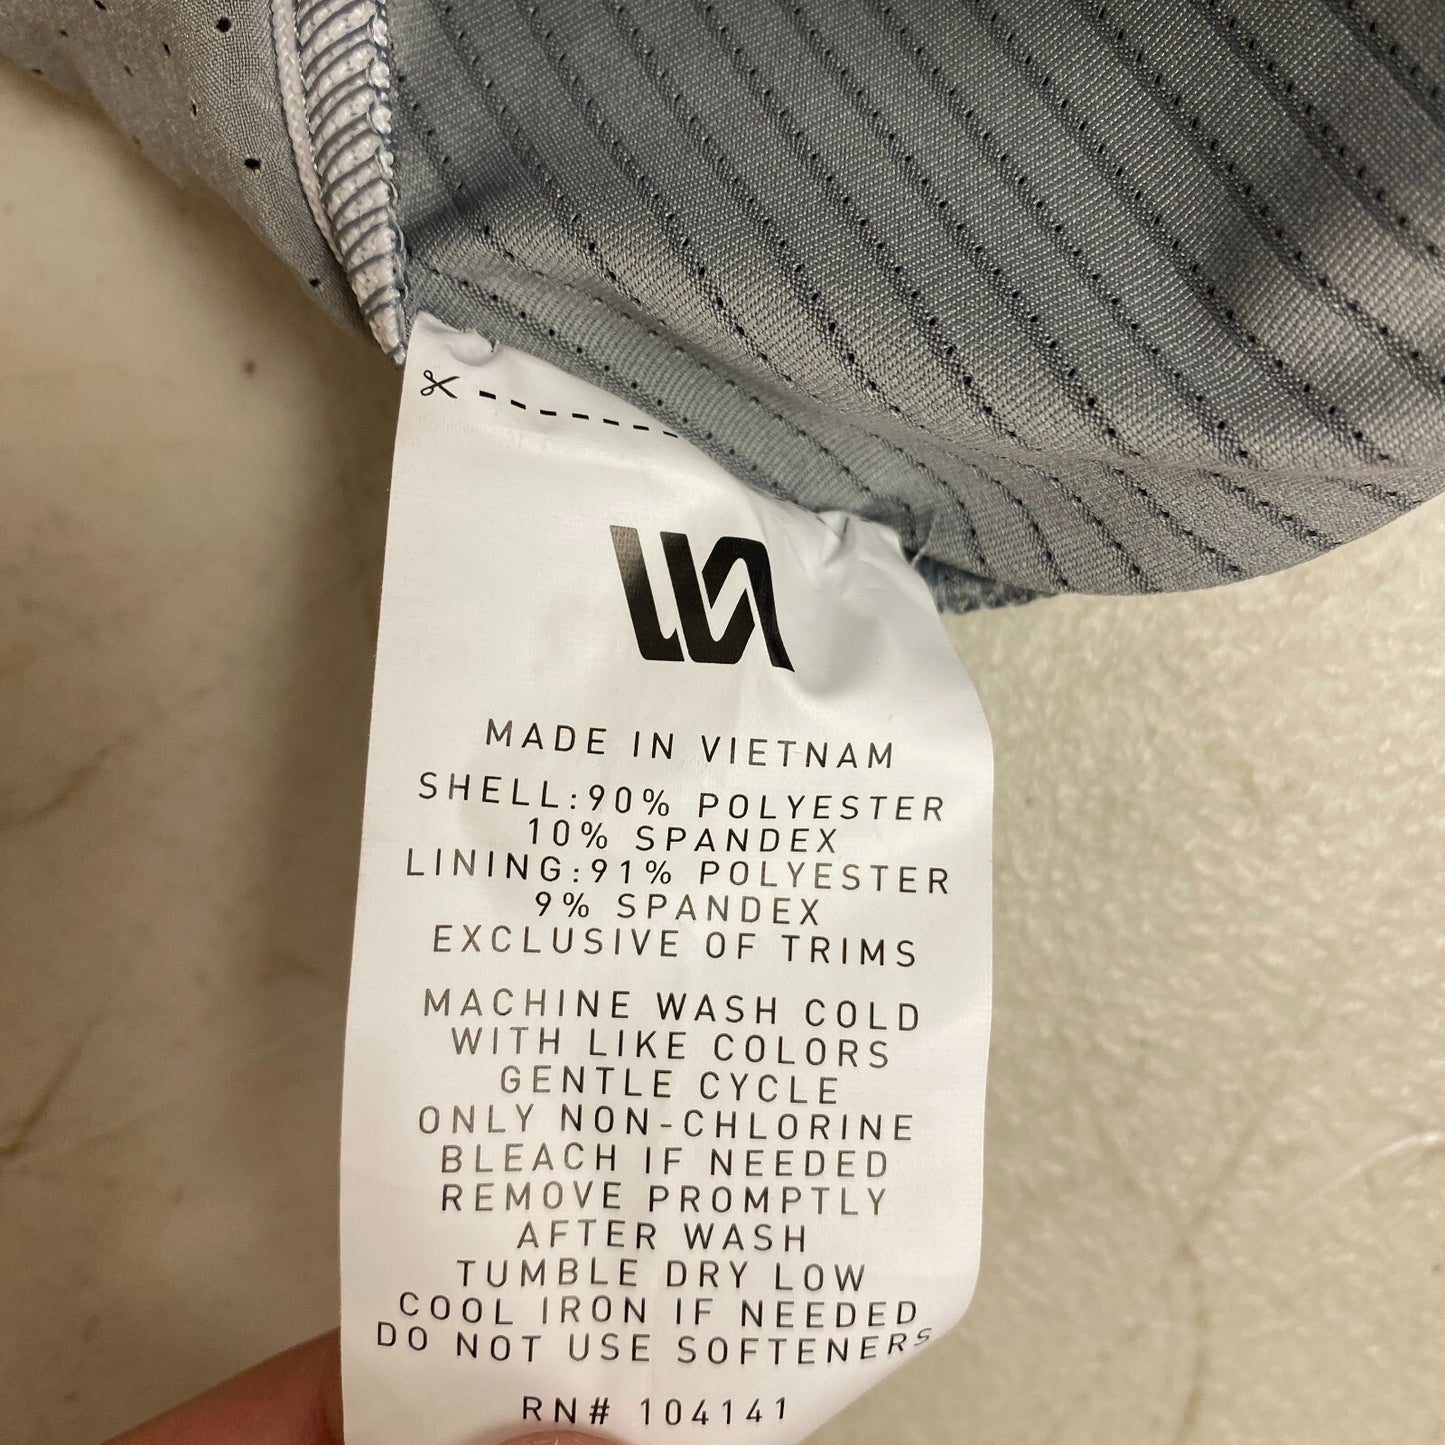 MADE IN VIETNAM
SHELL:90% POLYESTER
10% SPANDEX
LINING:91% POLYESTER
9% SPANDEX
EXCLUSIVE OF TRIMS
MACHINE WASH COLD
WITH LIKE COLORS
GENTLE CYCLE
ONLY NON-CHLORINE
BLEACH IF NEEDED
REMOVE PROMPTLY
AFTER WASH
TUMBLE DRY LOW
COOL IRON IF NEEDED
DO NOT USE SOFTENERS
RN# 104141